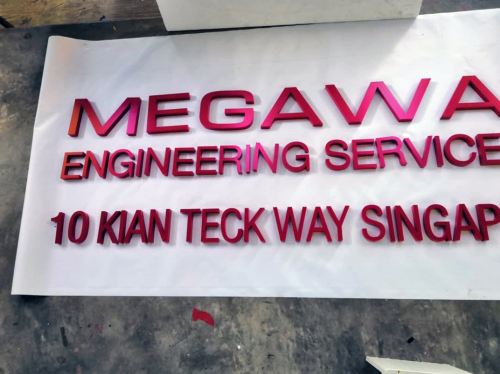 MEGAWA
ENGINEERING SERVICE
10 KIAN TECK WAY SINGAP